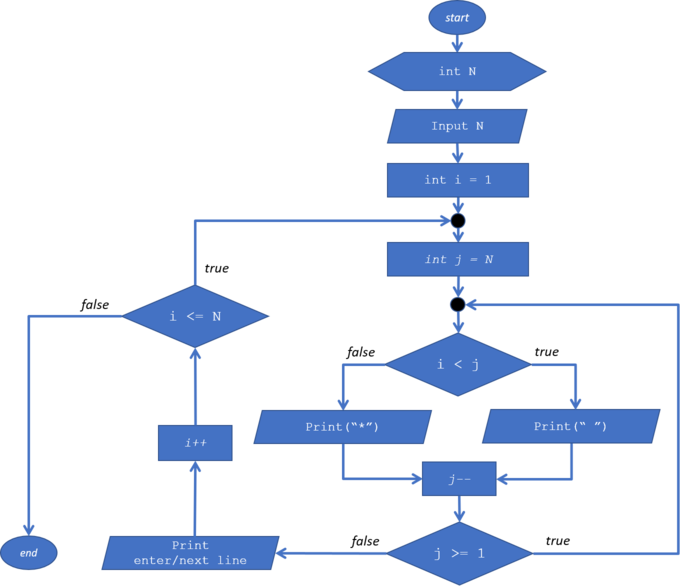 start
int N
Input N
int i = 1
int j = N
true
false
i <= N
i < j
false
true
Print(“*”)
Print(“ ”)
i++
j--
Print
enter/next line
false
j >= 1
true
end